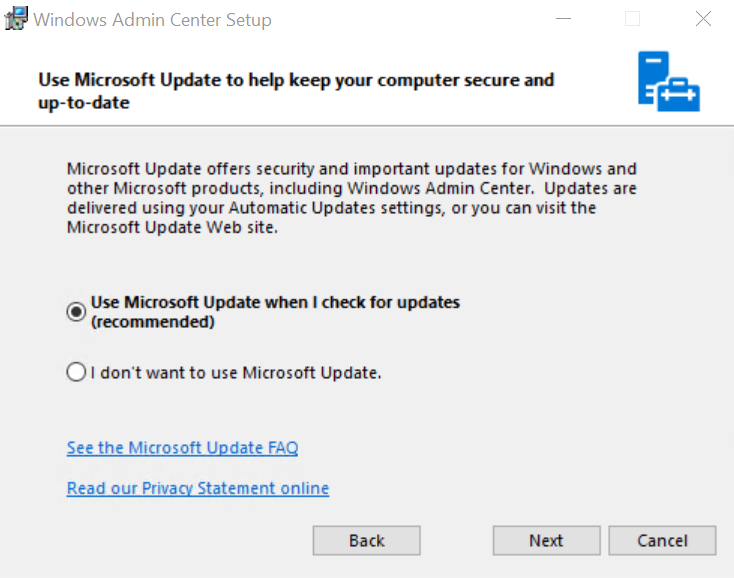 Windows Admin Center Setup
Use Microsoft Update to help keep your computer secure and
up-to-date
Microsoft Update offers security and important updates for Windows and
other Microsoft products, including Windows Admin Center.  Updates are
delivered using your Automatic Updates settings, or you can visit the
Microsoft Update Web site.
Use Microsoft Update when I check for updates
(recommended)
I don't want to use Microsoft Update.
See the Microsoft Update FAQ
Read our Privacy Statement online
Back Next Cancel